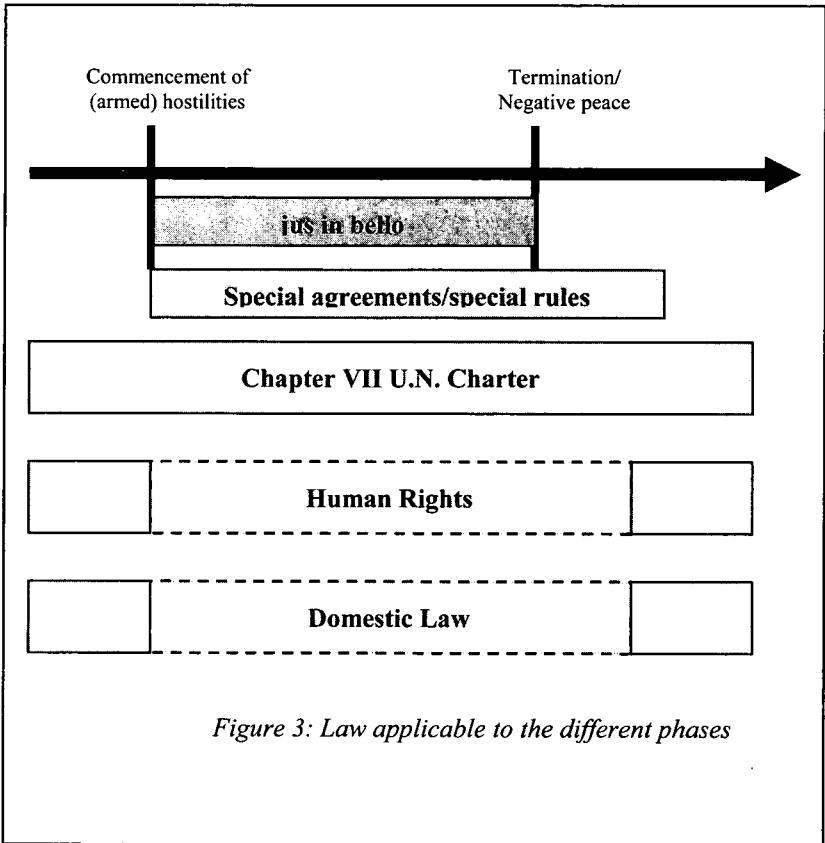 Commencement of
(armed) hostilities
Termination/
Negative peace
jus in bello
Special agreements/special rules
Chapter VII U.N. Charter
Human Rights
Domestic Law
Figure 3: Law applicable to the different phases